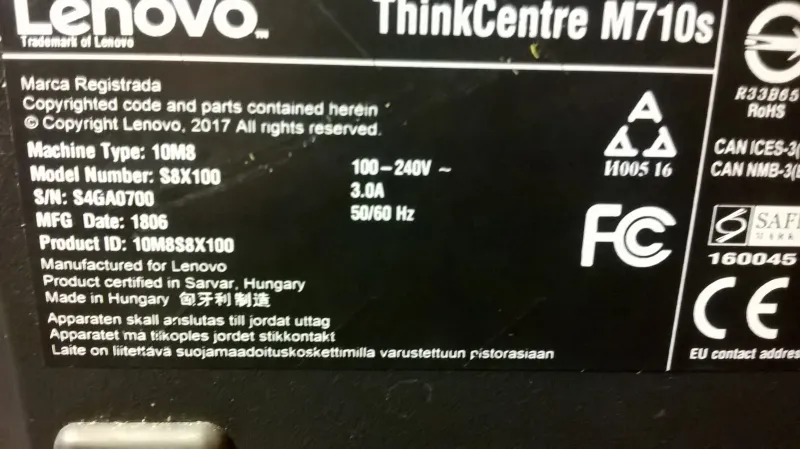 Lenovo™
Trademark of Lenovo
ThinkCentre M710s
Marca Registrada
Copyrighted code and parts contained herein
© Copyright Lenovo, 2017 All rights reserved.
Machine Type: 10M8
Model Number: S8X100
S/N: S4GA0700
MFG Date: 1806
Product ID: 10M8S8X100
100-240V ~
3.0A
50/60 Hz
Manufactured for Lenovo
Product certified in Sarvar, Hungary
Made in Hungary 匈牙利制造
Apparaten skall anslutas till jordat uttag
Apparatet må tilkoples jordet stikkontakt
Laite on liitettävä suojamaadoituskoskettimilla varustettuun pistorasiaan
И005 16
FC
R33B65
RoHS
CAN ICES-3(
CAN NMB-3(
160045
CE
EU contact